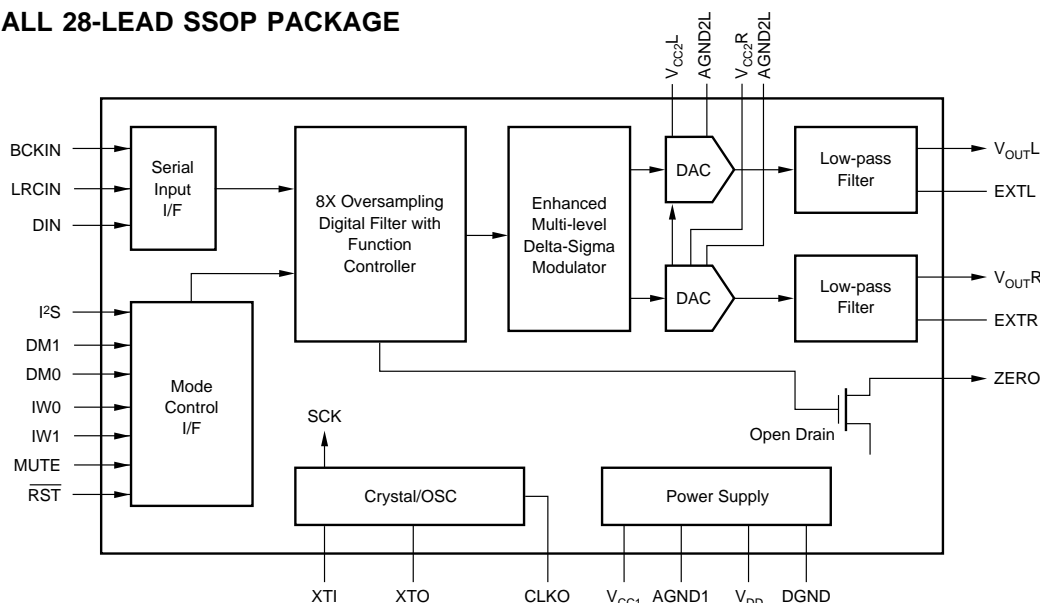 ALL 28-LEAD SSOP PACKAGE
VCC2L
AGND2L
VCC2R
AGND2L
BCKIN
LRCIN
DIN
Serial
Input
I/F
8X Oversampling
Digital Filter with
Function
Controller
Enhanced
Multi-level
Delta-Sigma
Modulator
DAC
DAC
Low-pass
Filter
Low-pass
Filter
VOUTL
EXTL
VOUTR
EXTR
ZERO
I2S
DM1
DM0
IW0
IW1
MUTE
RST
Mode
Control
I/F
SCK
Open Drain
Crystal/OSC
Power Supply
XTI
XTO
CLKO
VCC1
AGND1
VDD
DGND